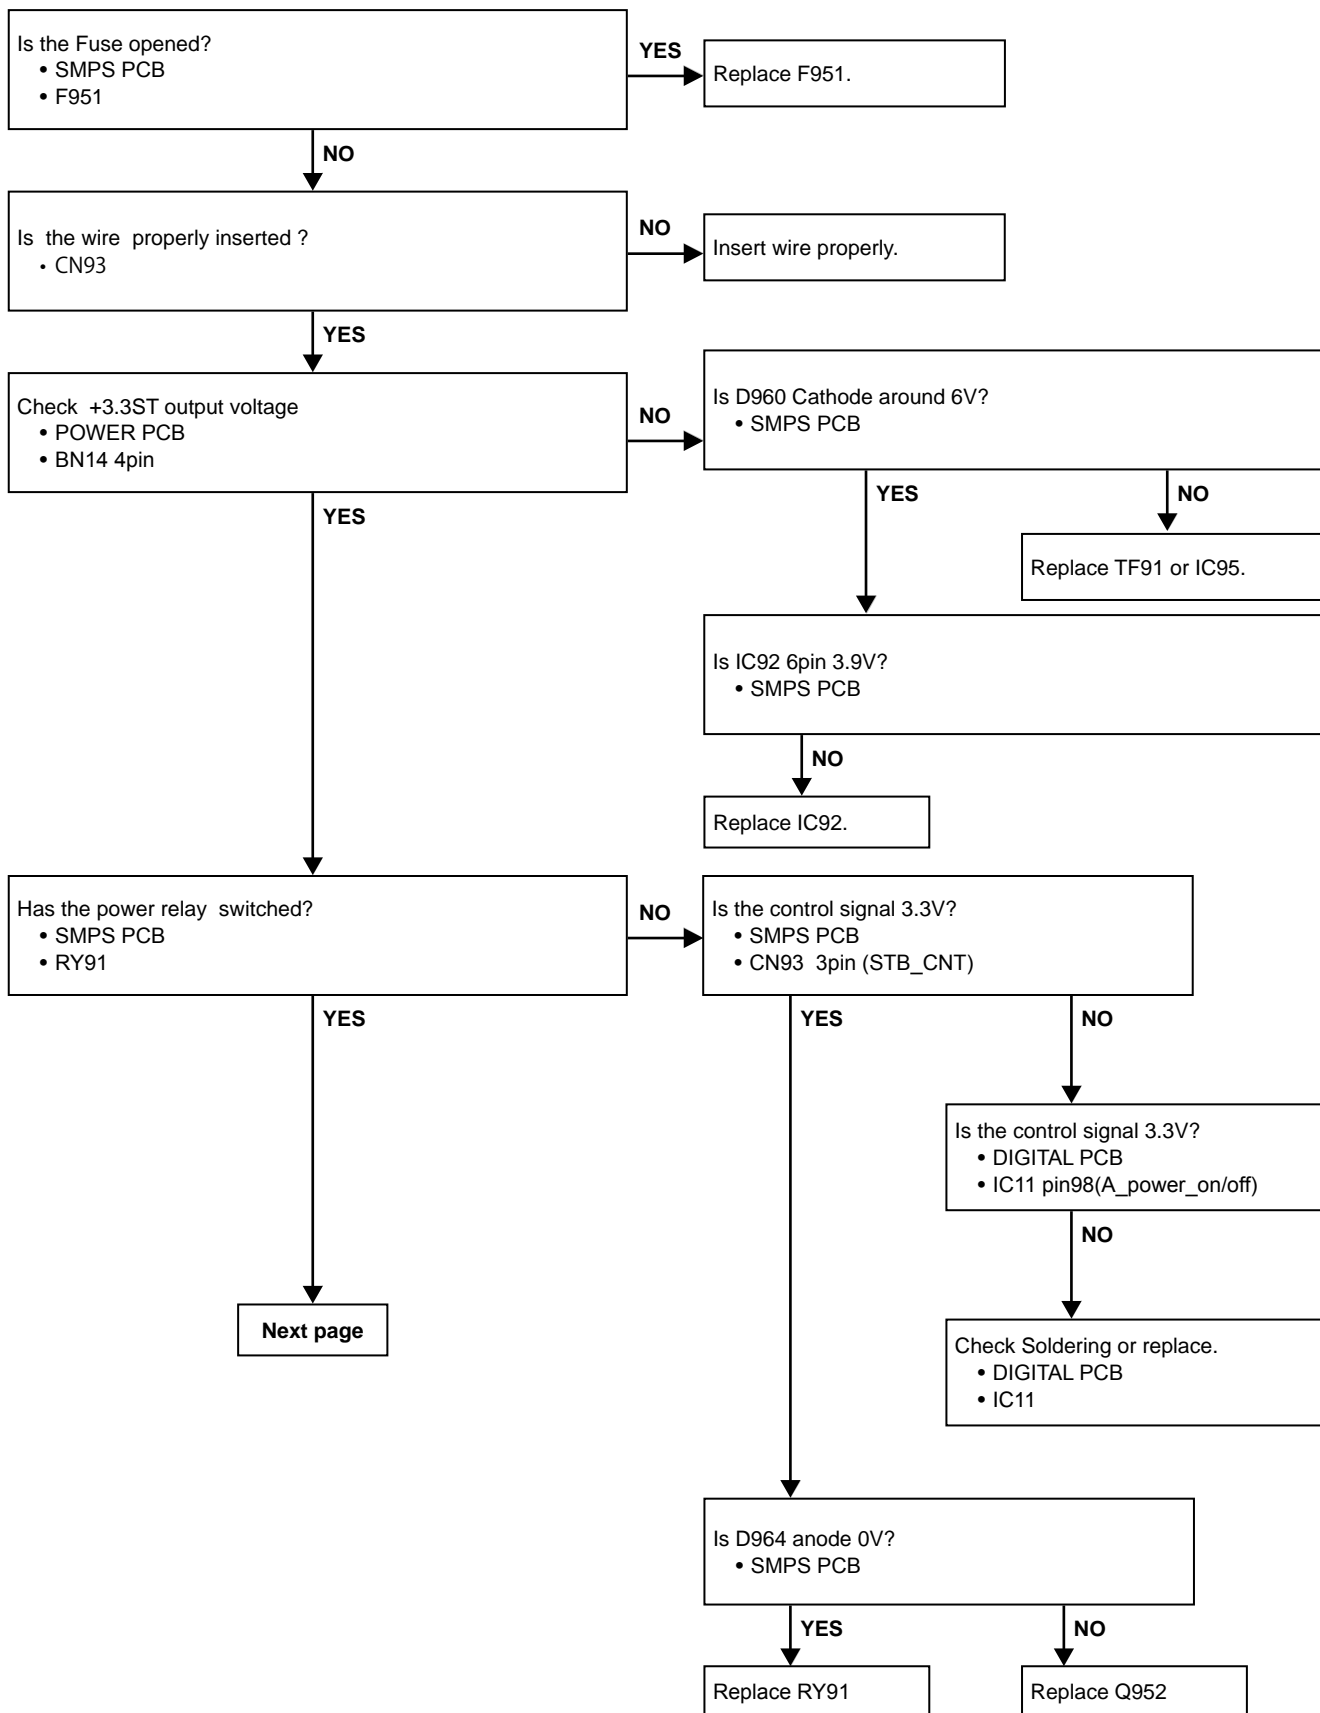 Is the Fuse opened?
• SMPS PCB
• F951
YES
Replace F951.
NO
Is the wire properly inserted ?
• CN93
NO
Insert wire properly.
YES
Check +3.3ST output voltage
• POWER PCB
• BN14 4pin
NO
Is D960 Cathode around 6V?
• SMPS PCB
YES
NO
Replace TF91 or IC95.
Is IC92 6pin 3.9V?
• SMPS PCB
NO
Replace IC92.
YES
Has the power relay switched?
• SMPS PCB
• RY91
NO
Is the control signal 3.3V?
• SMPS PCB
• CN93 3pin (STB_CNT)
YES
NO
Is the control signal 3.3V?
• DIGITAL PCB
• IC11 pin98(A_power_on/off)
NO
Check Soldering or replace.
• DIGITAL PCB
• IC11
YES
Next page
Is D964 anode 0V?
• SMPS PCB
YES
NO
Replace RY91
Replace Q952